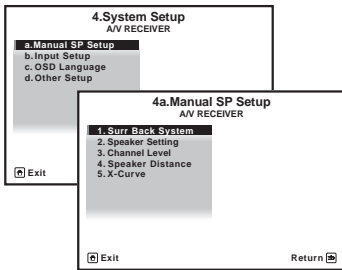 4.System Setup
A/V RECEIVER
a.Manual SP Setup
b.Input Setup
c.OSD Language
d.Other Setup
Exit
4a.Manual SP Setup
A/V RECEIVER
1.Surr Back System
2.Speaker Setting
3.Channel Level
4.Speaker Distance
5.X-Curve
Exit Return